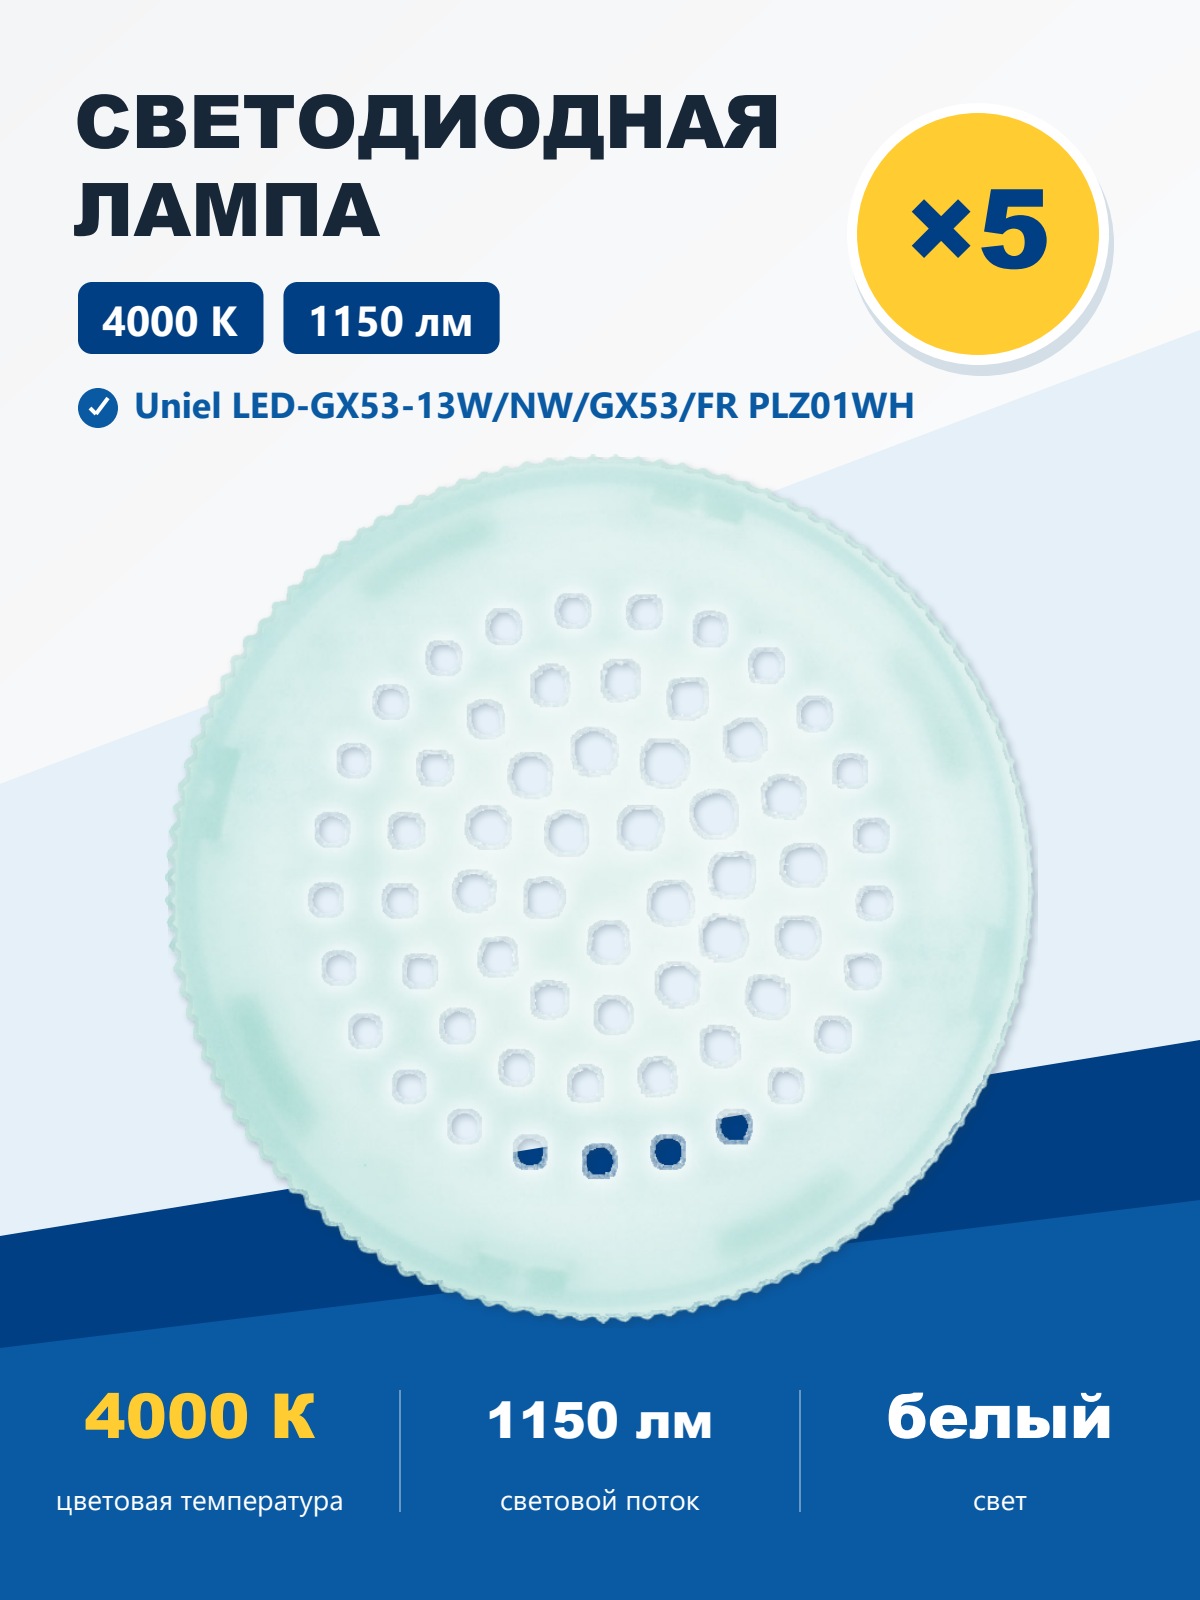 СВЕТОДИОДНАЯ
ЛАМПА
×5
4000 К
1150 лм
Uniel LED-GX53-13W/NW/GX53/FR PLZ01WH
4000 К
1150 лм
белый
цветовая температура
световой поток
свет